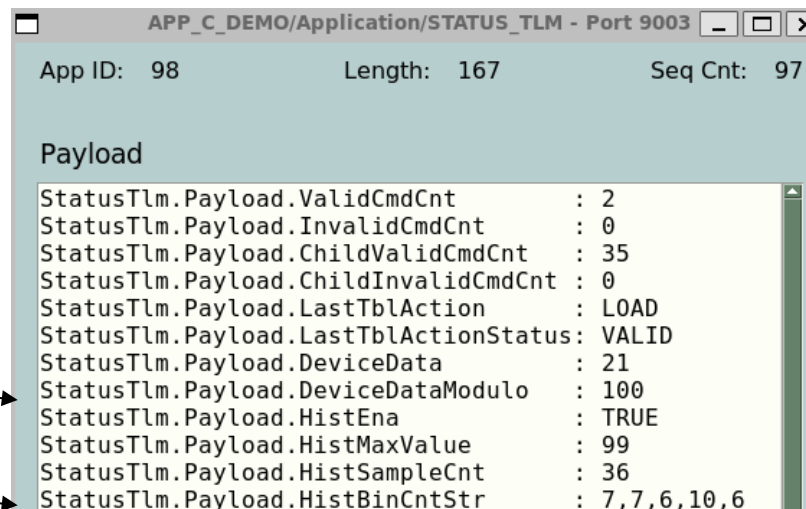 APP_C_DEMO/Application/STATUS_TLM - Port 9003
App ID: 98 Length: 167 Seq Cnt: 97
Payload
StatusTlm.Payload.ValidCmdCnt : 2
StatusTlm.Payload.InvalidCmdCnt : 0
StatusTlm.Payload.ChildValidCmdCnt : 35
StatusTlm.Payload.ChildInvalidCmdCnt : 0
StatusTlm.Payload.LastTblAction : LOAD
StatusTlm.Payload.LastTblActionStatus: VALID
StatusTlm.Payload.DeviceData : 21
StatusTlm.Payload.DeviceDataModulo : 100
StatusTlm.Payload.HistEna : TRUE
StatusTlm.Payload.HistMaxValue : 99
StatusTlm.Payload.HistSampleCnt : 36
StatusTlm.Payload.HistBinCntStr : 7,7,6,10,6